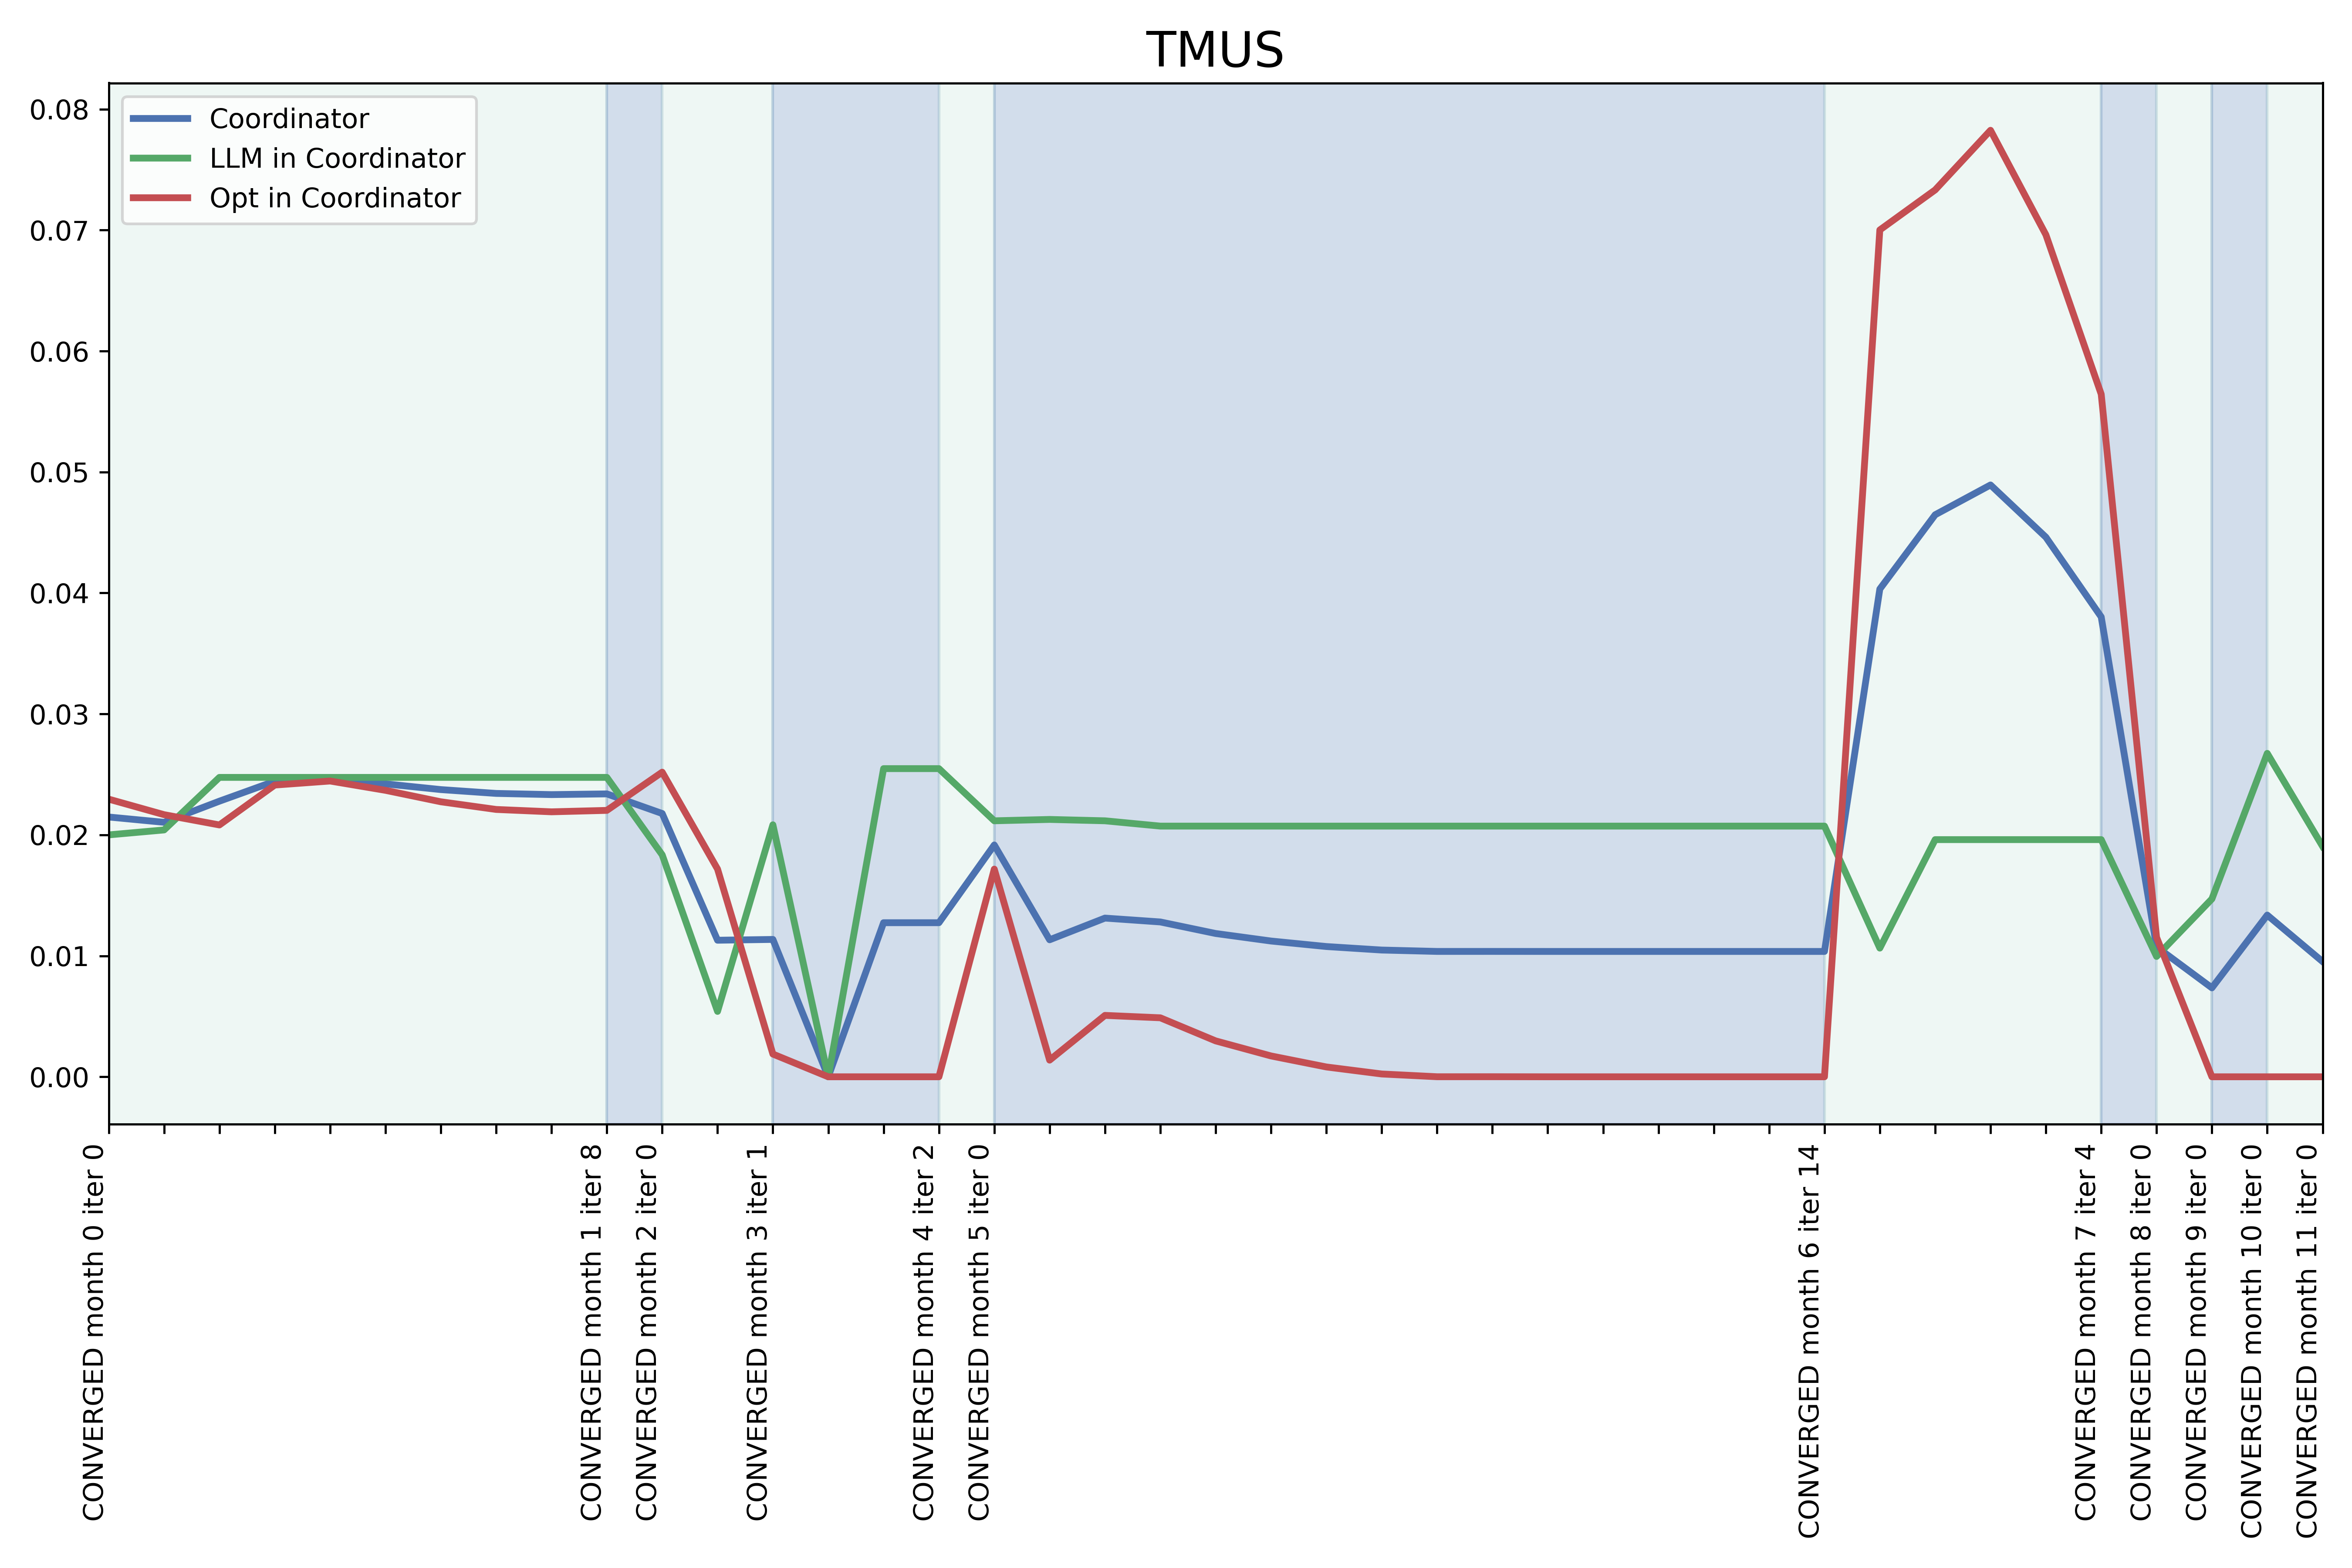 TMUS
Coordinator
LLM in Coordinator
Opt in Coordinator
0.08
0.07
0.06
0.05
0.04
0.03
0.02
0.01
0.00
CONVERGED month 0 iter 0
CONVERGED month 1 iter 8
CONVERGED month 2 iter 0
CONVERGED month 3 iter 1
CONVERGED month 4 iter 2
CONVERGED month 5 iter 0
CONVERGED month 6 iter 14
CONVERGED month 7 iter 4
CONVERGED month 8 iter 0
CONVERGED month 9 iter 0
CONVERGED month 10 iter 0
CONVERGED month 11 iter 0